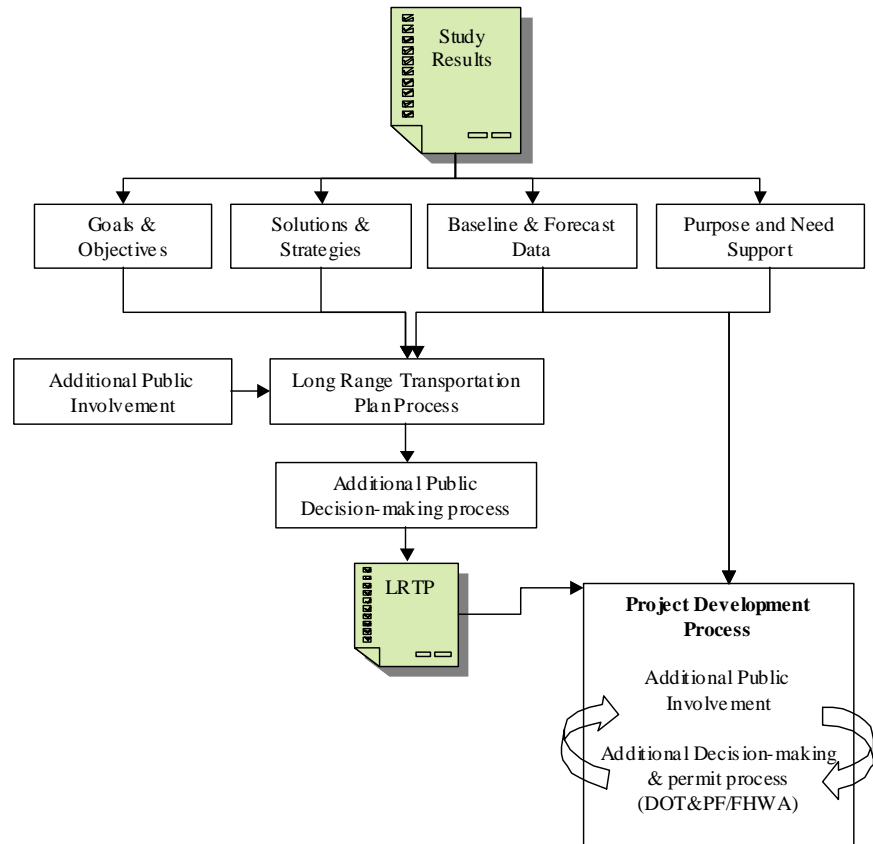 Study
Results
Goals &
Objectives
Solutions &
Strategies
Baseline & Forecast
Data
Purpose and Need
Support
Additional Public
Involvement
Long Range Transportation
Plan Process
Additional Public
Decision-making process
LRTP
Project Development
Process
Additional Public
Involvement
Additional Decision-making
& permit process
(DOT&PF/FHWA)